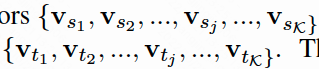 ors {v_{s_1}, v_{s_2}, ..., v_{s_j}, ..., v_{s_𝒦}}
{v_{t_1}, v_{t_2}, ..., v_{t_j}, ..., v_{t_𝒦}}. Th